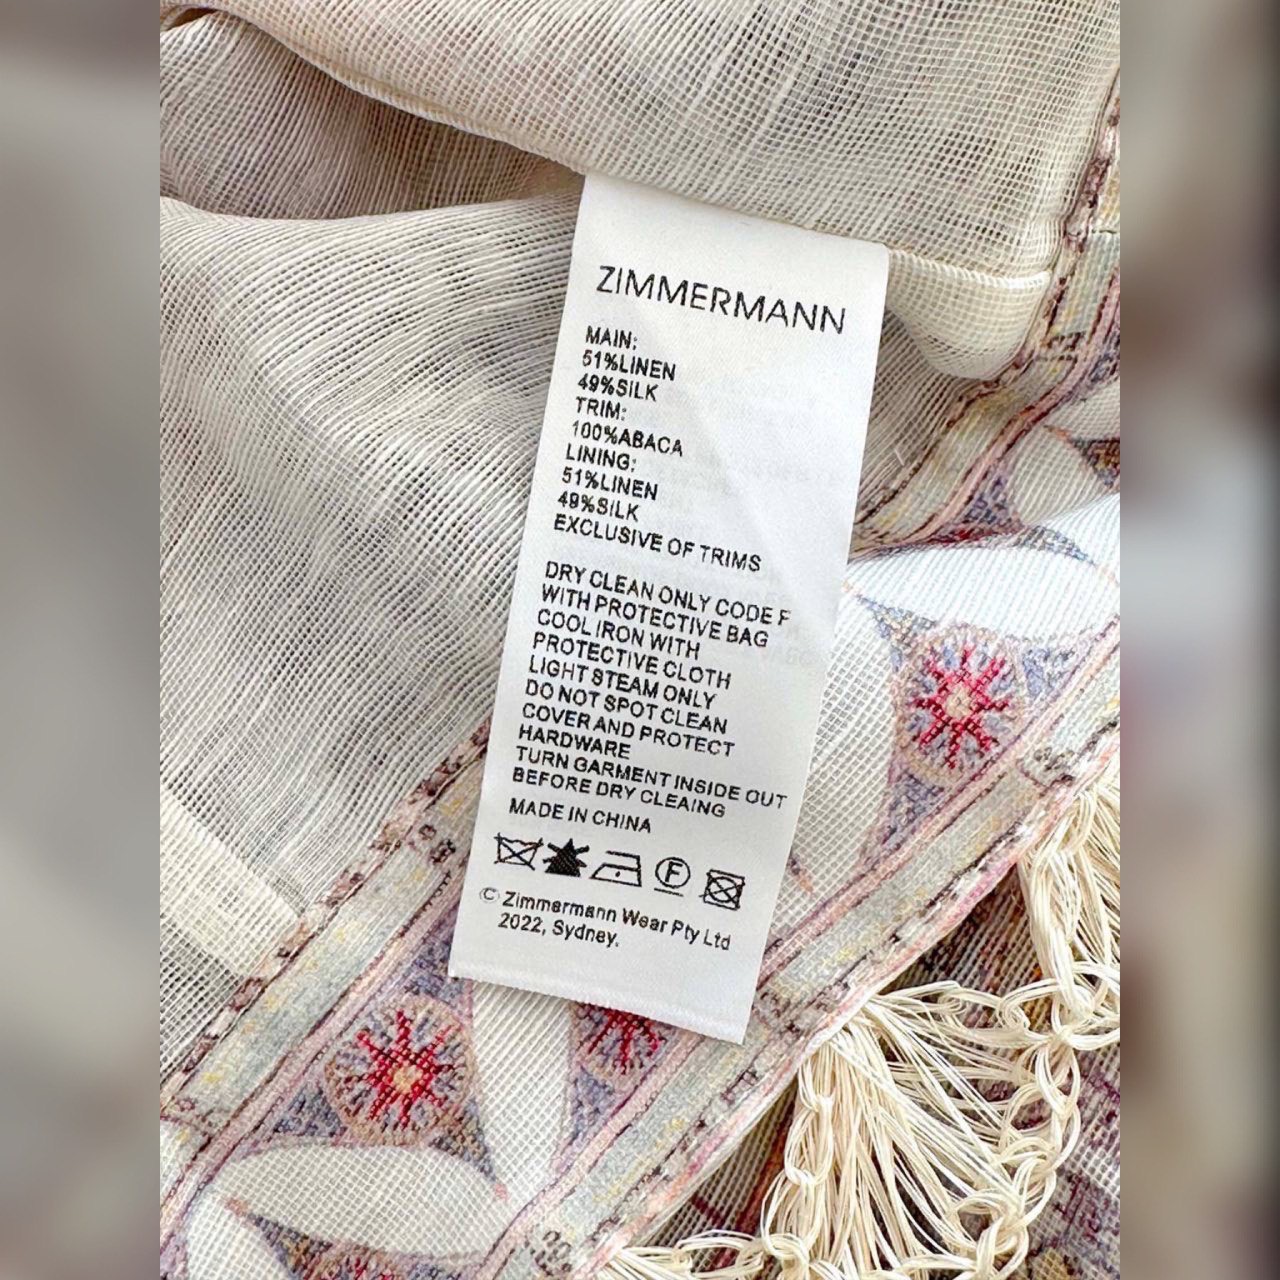 ZIMMERMANN
MAIN:
51%LINEN
49%SILK
TRIM:
100%ABACA
LINING:
51%LINEN
49%SILK
EXCLUSIVE OF TRIMS
DRY CLEAN ONLY CODE F
WITH PROTECTIVE BAG
COOL IRON WITH
PROTECTIVE CLOTH
LIGHT STEAM ONLY
DO NOT SPOT CLEAN
COVER AND PROTECT
HARDWARE
TURN GARMENT INSIDE OUT
BEFORE DRY CLEAING
MADE IN CHINA
F
© Zimmermann Wear Pty Ltd
2022, Sydney.